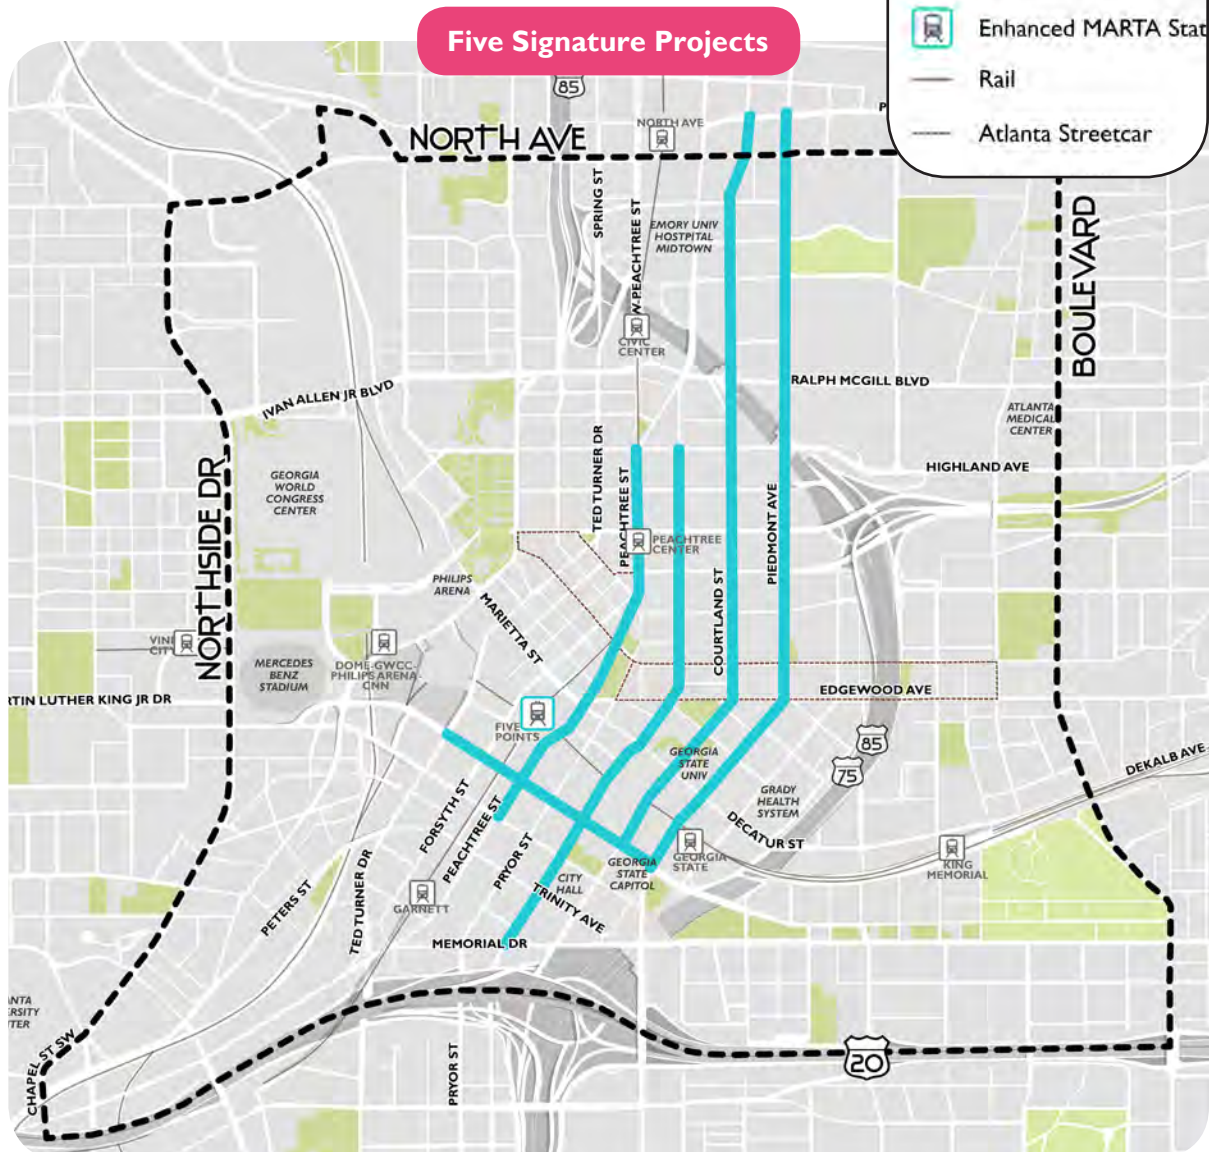 Five Signature Projects
Enhanced MARTA Stat
Rail
Atlanta Streetcar
85
P
NORTH AVE
NORTH AVE
SPRING ST
W-PEACHTREE ST
EMORY UNIV
HOSTPITAL
MIDTOWN
BOULEVARD
CIVIC
CENTER
RALPH MCGILL BLVD
IVAN ALLEN JR BLVD
ATLANTA
MEDICAL
CENTER
TED TURNER DR
PEACHTREE ST
HIGHLAND AVE
NORTHSIDE DR
GEORGIA
WORLD
CONGRESS
CENTER
PEACHTREE
CENTER
PIEDMONT AVE
COURTLAND ST
PHILIPS
ARENA
MARIETTA ST
VINE
CITY
MERCEDES
BENZ
STADIUM
DOME-GWCC-
PHILIPS ARENA-
CNN
RTIN LUTHER KING JR DR
EDGEWOOD AVE
FIVE
POINTS
85
75
GEORGIA
STATE
UNIV
DEKALB AVE
GRADY
HEALTH
SYSTEM
FORSYTH ST
PEACHTREE ST
PRYOR ST
DECATUR ST
GEORGIA
STATE
KING
MEMORIAL
GEORGIA
STATE
CAPITOL
CITY
HALL
TRINITY AVE
PETERS ST
TED TURNER DR
GARNETT
MEMORIAL DR
ANTA
ERSITY
TER
CHAPEL ST SW
PRYOR ST
20